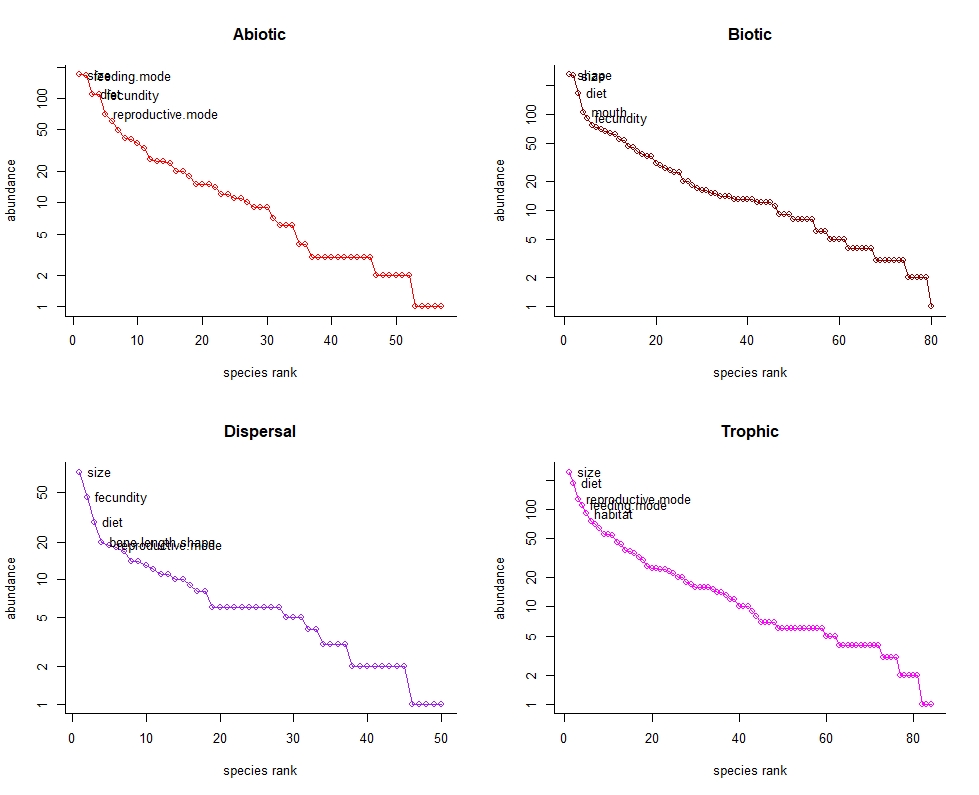 Abiotic
size
feeding.mode
diet
fecundity
reproductive.mode
100
50
20
10
5
2
1
abundance
0 10 20 30 40 50
species rank
Biotic
shape
size
diet
mouth
fecundity
100
50
20
10
5
2
1
abundance
0 20 40 60 80
species rank
Dispersal
size
fecundity
diet
bone.length.shape
reproductive.mode
50
20
10
5
2
1
abundance
0 10 20 30 40 50
species rank
Trophic
size
diet
reproductive.mode
feeding.mode
habitat
100
50
20
10
5
2
1
abundance
0 20 40 60 80
species rank